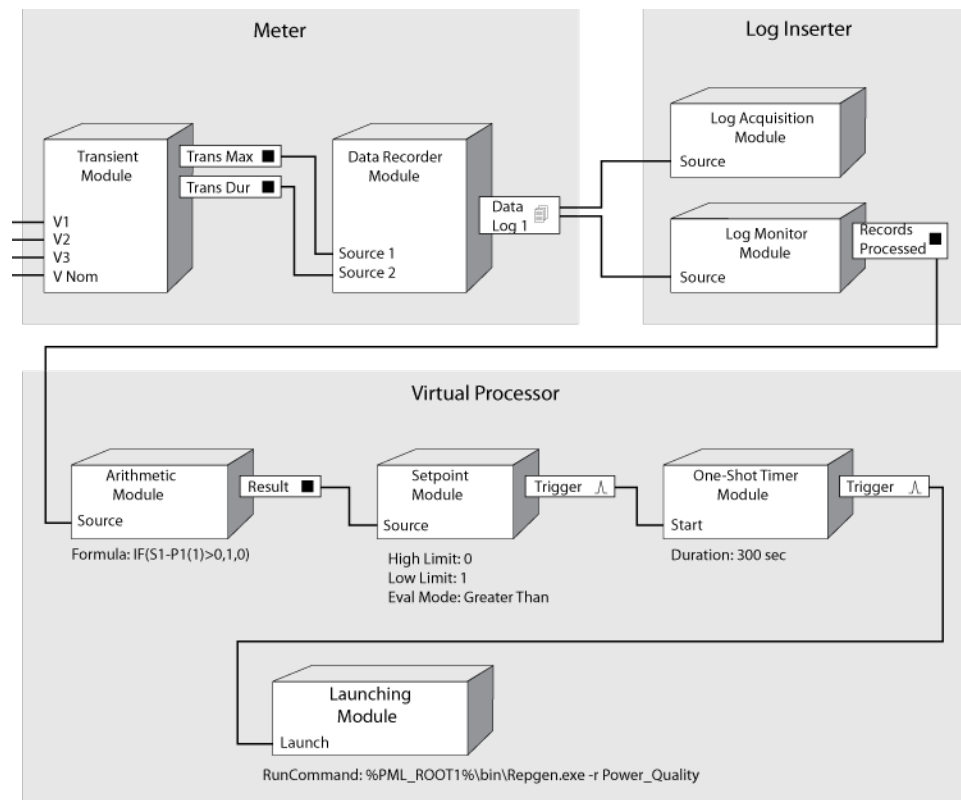 Meter
Log Inserter
Transient
Module
V1
V2
V3
V Nom
Trans Max
Trans Dur
Data Recorder
Module
Source 1
Source 2
Data
Log 1
Log Acquisition
Module
Source
Log Monitor
Module
Source
Records
Processed
Virtual Processor
Arithmetic
Module
Source
Result
Formula: IF(S1-P1(1)>0,1,0)
Setpoint
Module
Source
Trigger
High Limit: 0
Low Limit: 1
Eval Mode: Greater Than
One-Shot Timer
Module
Start
Trigger
Duration: 300 sec
Launching
Module
Launch
RunCommand: %PML_ROOT1%\bin\Repgen.exe -r Power_Quality